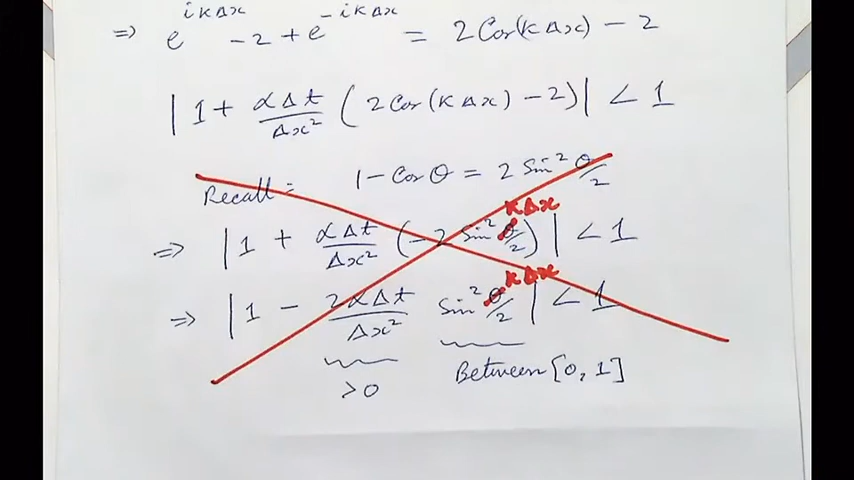 ⇒ e^{ikΔx} - 2 + e^{-ikΔx} = 2 Cos(kΔx) - 2
| 1 + αΔt/Δx² ( 2 Cos(kΔx) - 2 ) | < 1
Recall : 1 - Cos θ = 2 Sin² θ/2
⇒ | 1 + αΔt/Δx² ( -2 Sin² θ/2 ) | < 1
kΔx
⇒ | 1 - 2αΔt/Δx² Sin² θ/2 | < 1
kΔx
> 0
Between [0, 1]